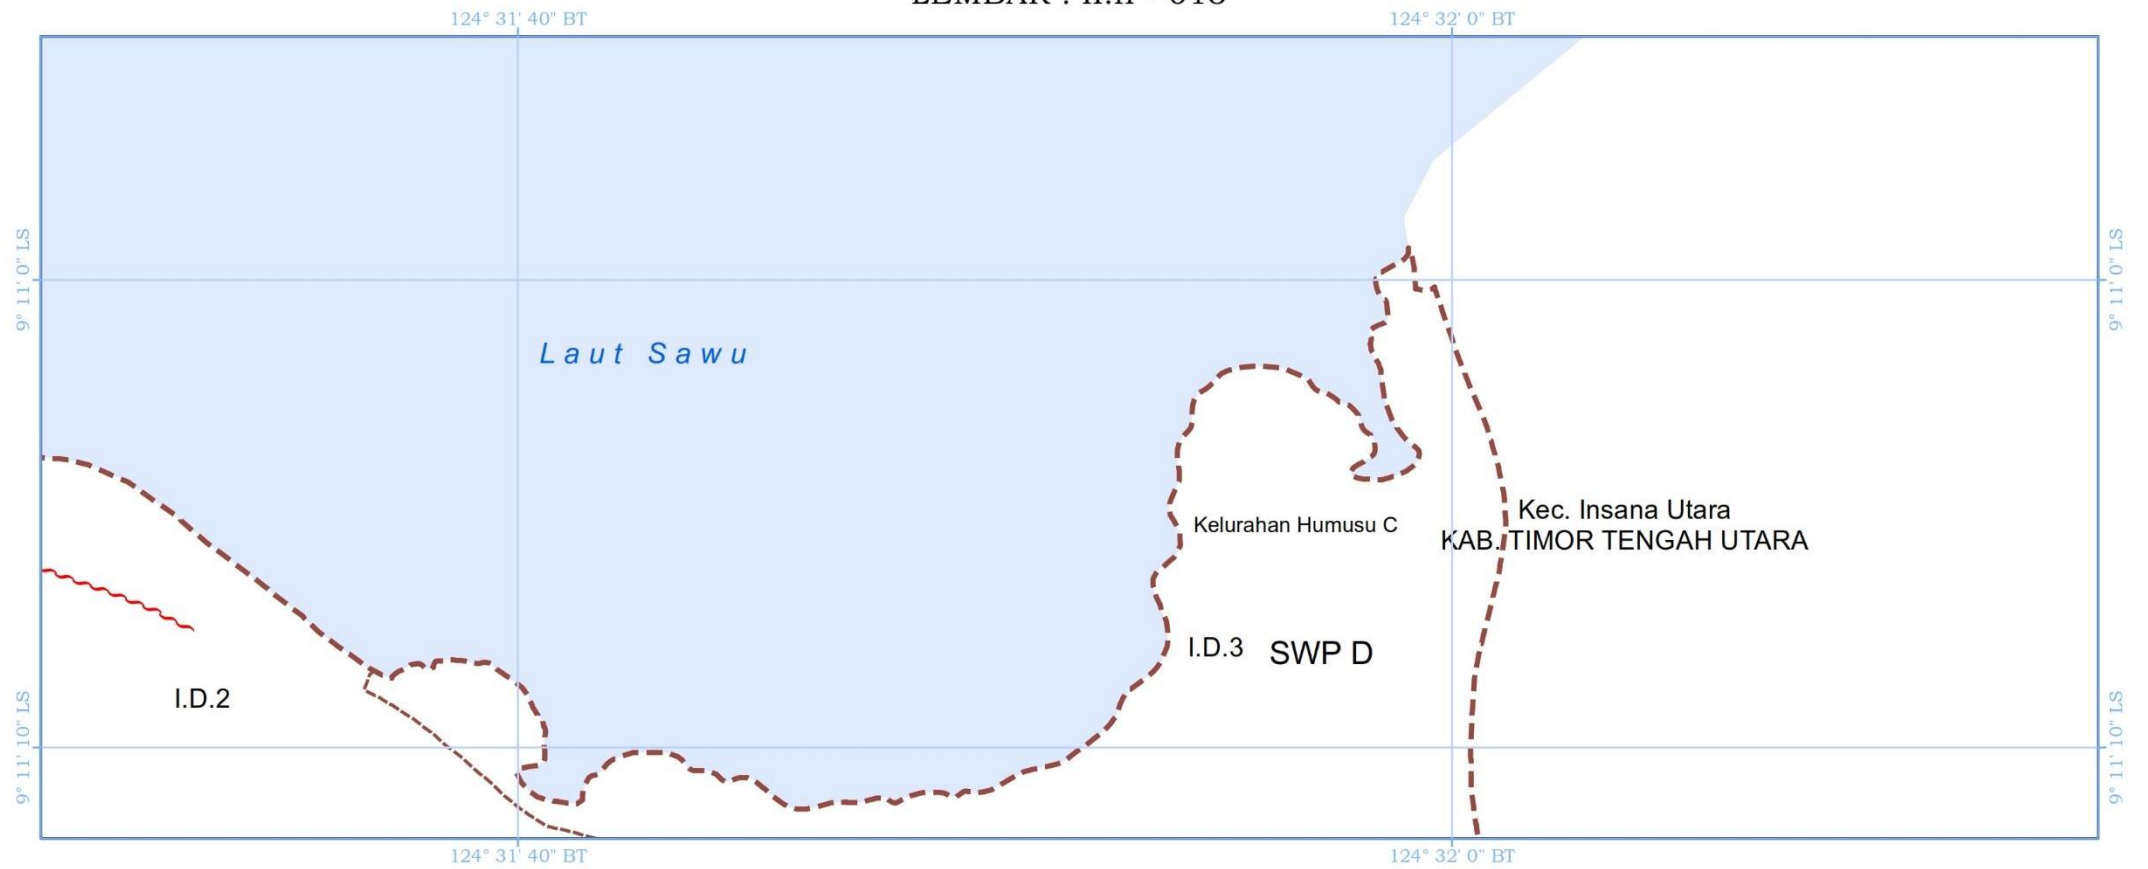 124° 31' 40" BT
124° 32' 0" BT
9° 11' 0" LS
9° 11' 0" LS
Laut Sawu
Kec. Insana Utara
Kelurahan Humusu C
KAB. TIMOR TENGAH UTARA
I.D.3
SWP D
I.D.2
9° 11' 10" LS
9° 11' 10" LS
124° 31' 40" BT
124° 32' 0" BT